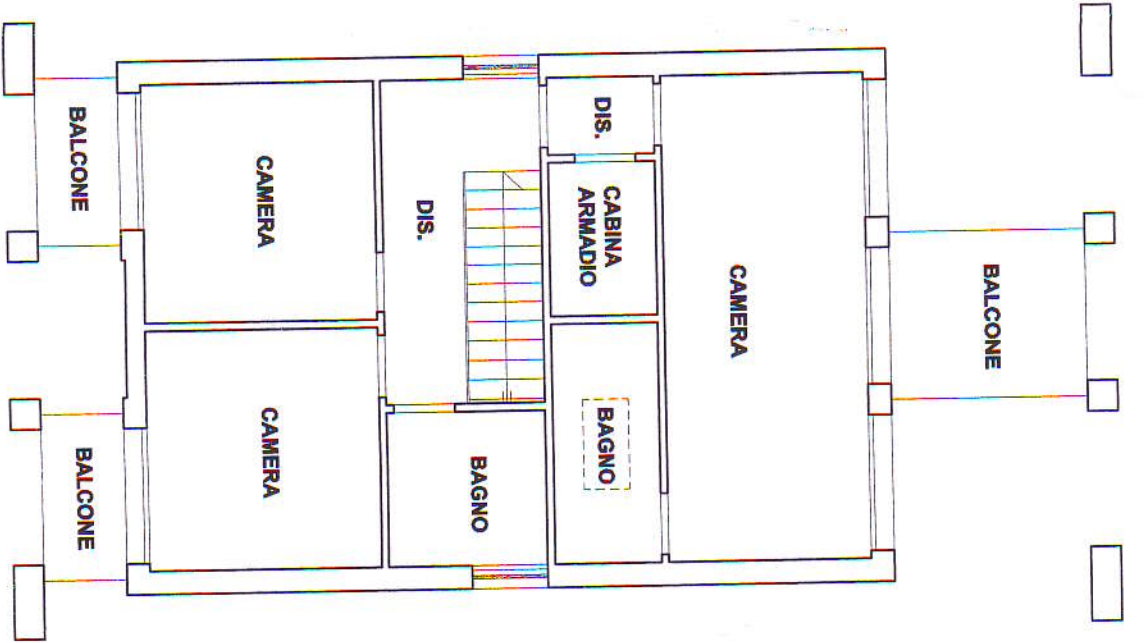 BALCONE
CAMERA
DIS.
CABINA
ARMADIO
BAGNO
DIS.
BAGNO
CAMERA
CAMERA
BALCONE
BALCONE